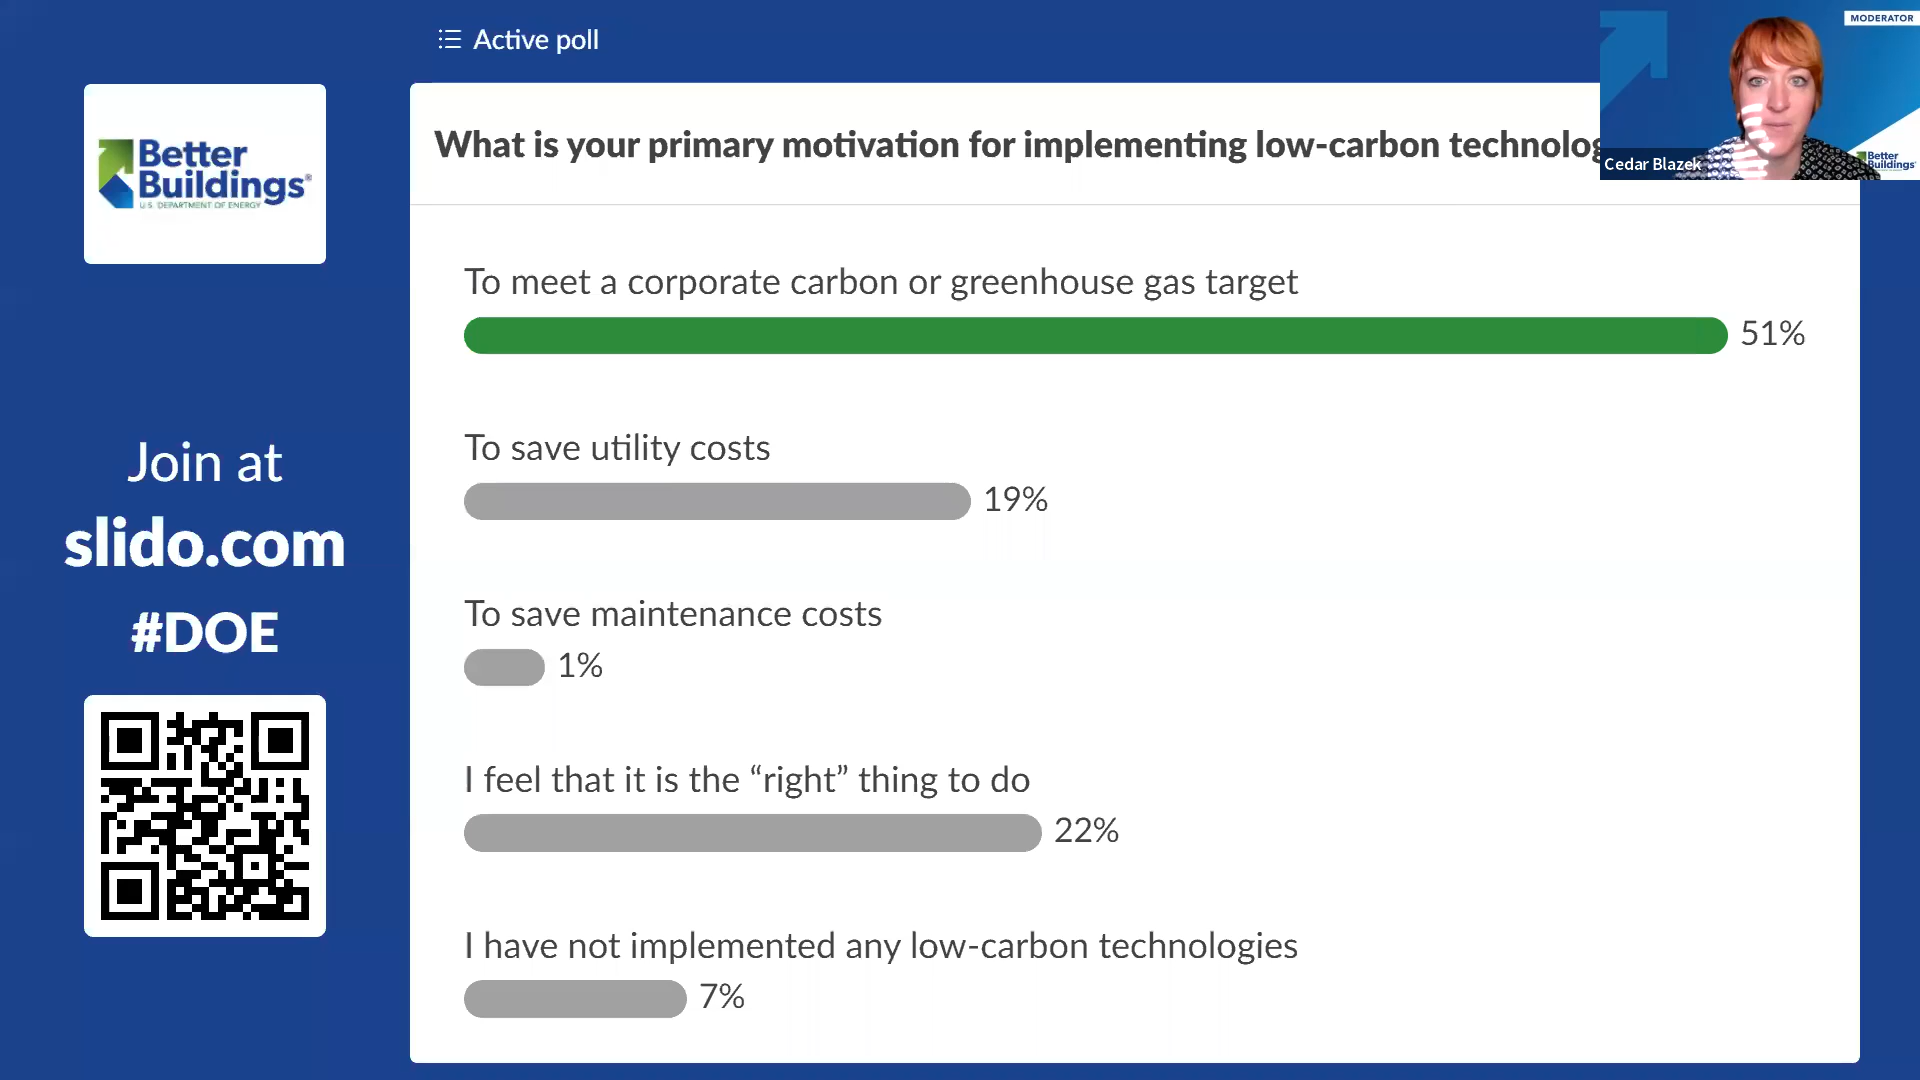 Active poll
MODERATOR
Better
Buildings®
U.S. DEPARTMENT OF ENERGY
What is your primary motivation for implementing low-carbon technolog
Cedar Blazek
Better
Buildings
To meet a corporate carbon or greenhouse gas target
51%
To save utility costs
19%
Join at
slido.com
#DOE
To save maintenance costs
1%
I feel that it is the “right” thing to do
22%
I have not implemented any low-carbon technologies
7%